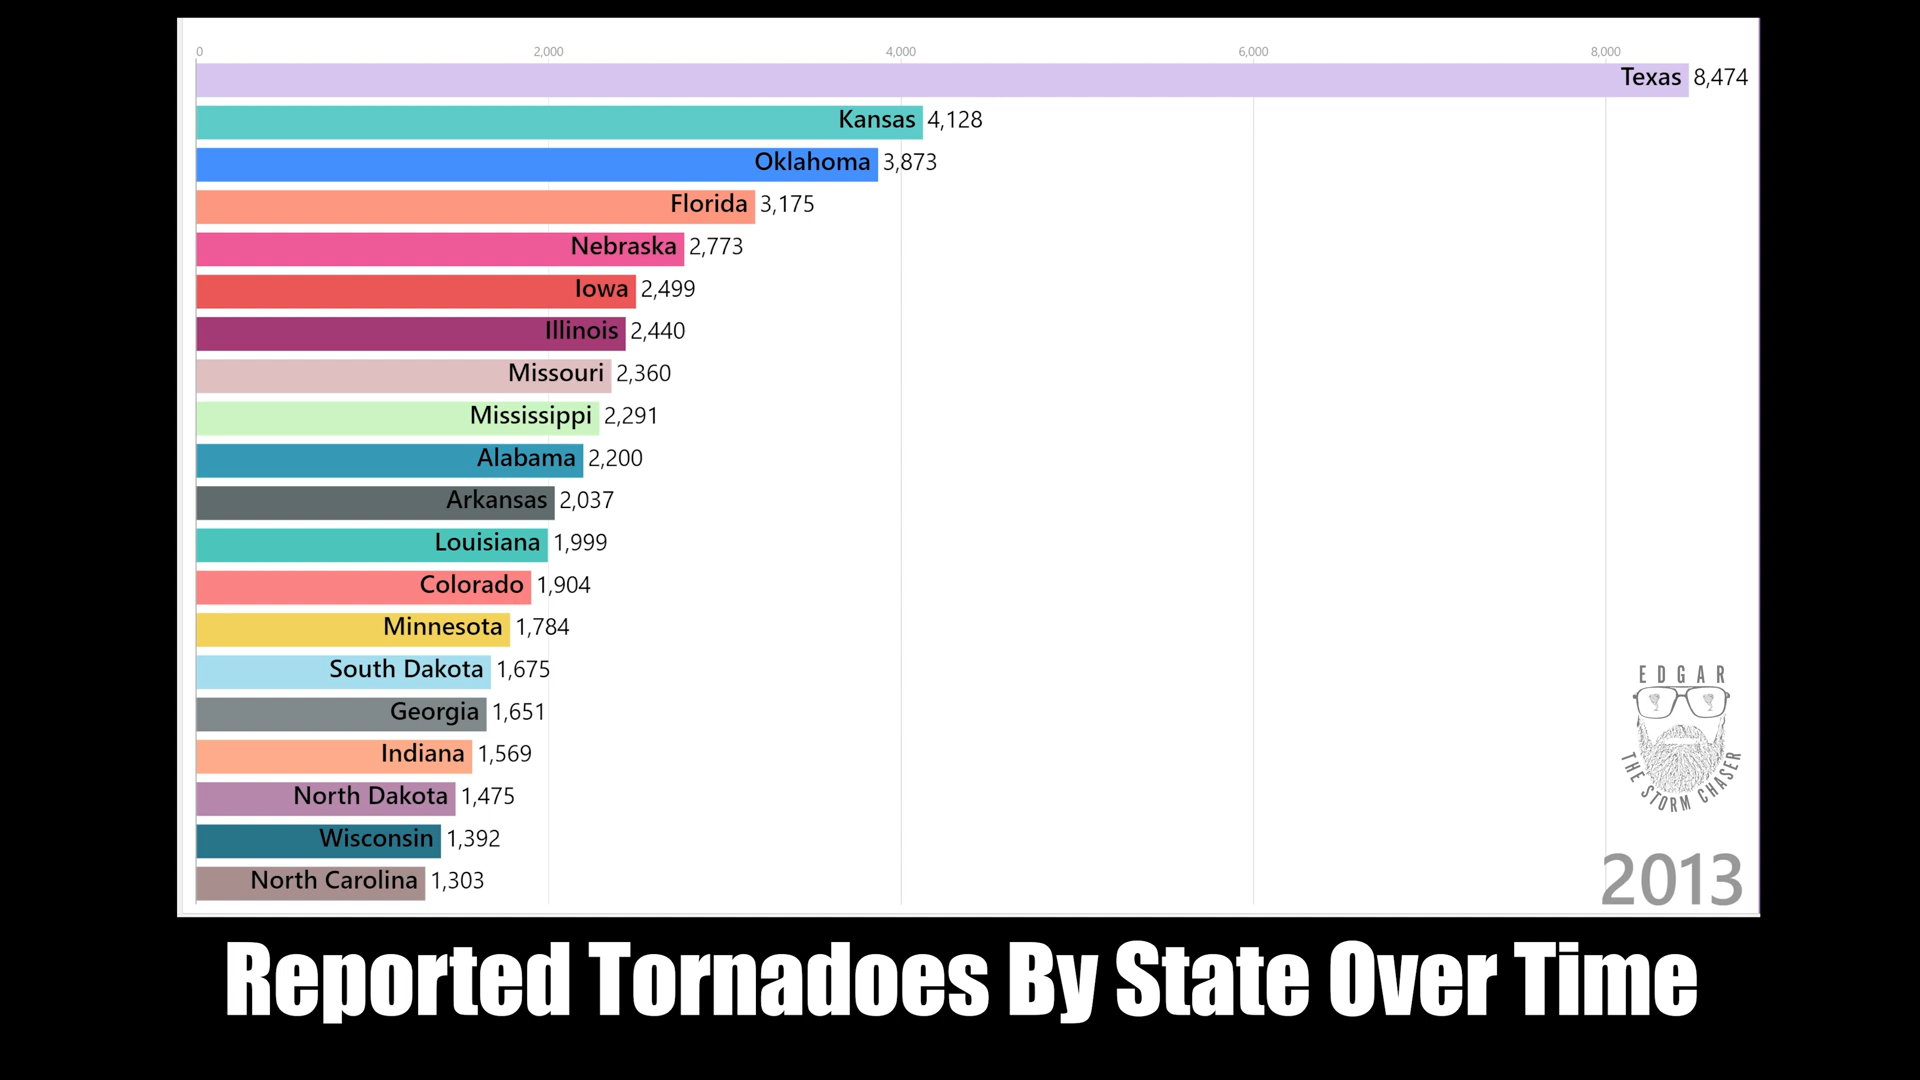 0 2,000 4,000 6,000 8,000
Texas 8,474
Kansas 4,128
Oklahoma 3,873
Florida 3,175
Nebraska 2,773
Iowa 2,499
Illinois 2,440
Missouri 2,360
Mississippi 2,291
Alabama 2,200
Arkansas 2,037
Louisiana 1,999
Colorado 1,904
Minnesota 1,784
South Dakota 1,675
Georgia 1,651
Indiana 1,569
North Dakota 1,475
Wisconsin 1,392
North Carolina 1,303
EDGAR
THE STORM CHASER
2013
Reported Tornadoes By State Over Time